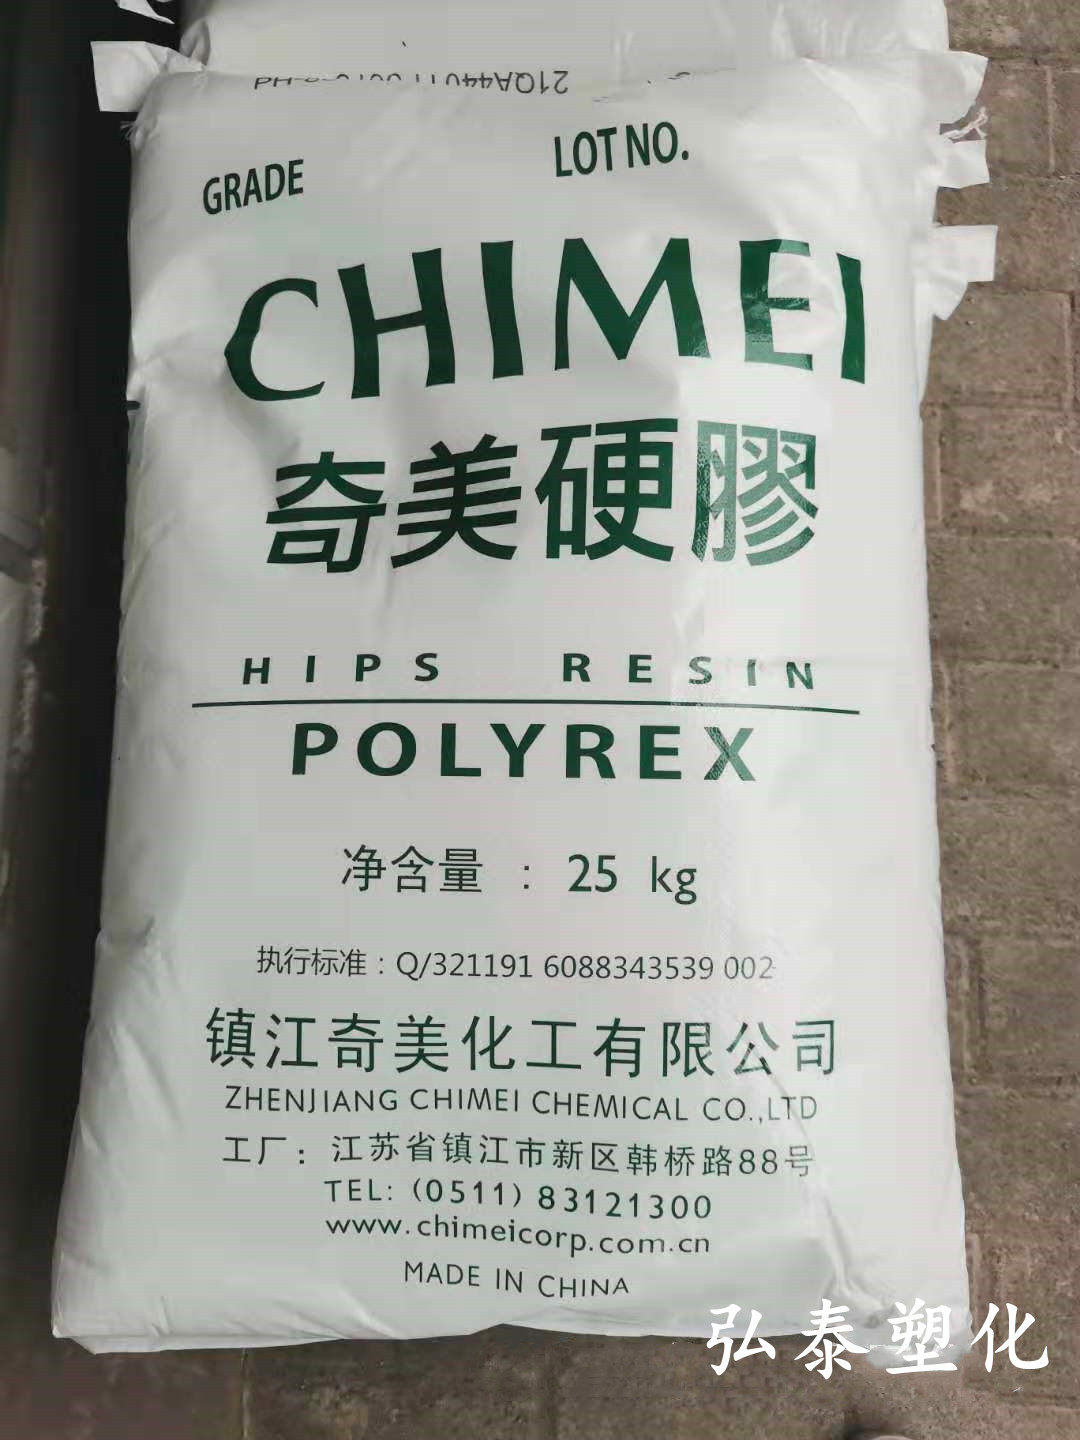 GRADE
LOT NO.
CHIMEI
奇美硬膠
HIPS RESIN
POLYREX
净含量 : 25 kg
执行标准：Q/321191 6088343539 002
镇江奇美化工有限公司
ZHENJIANG CHIMEI CHEMICAL CO.,LTD
工厂：江苏省镇江市新区韩桥路88号
TEL: (0511) 83121300
www.chimeicorp.com.cn
MADE IN CHINA
弘泰塑化